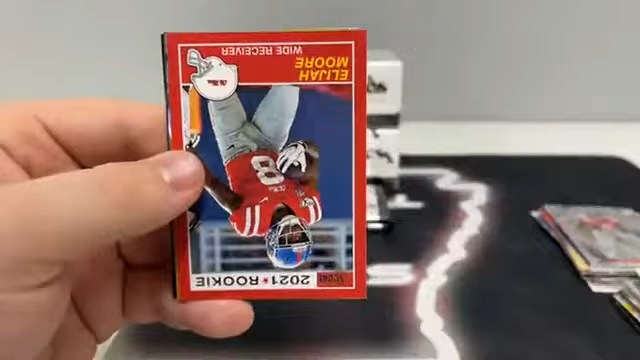 ELIJAH
MOORE
WIDE RECEIVER
8
2021 ★ ROOKIE
SCORE